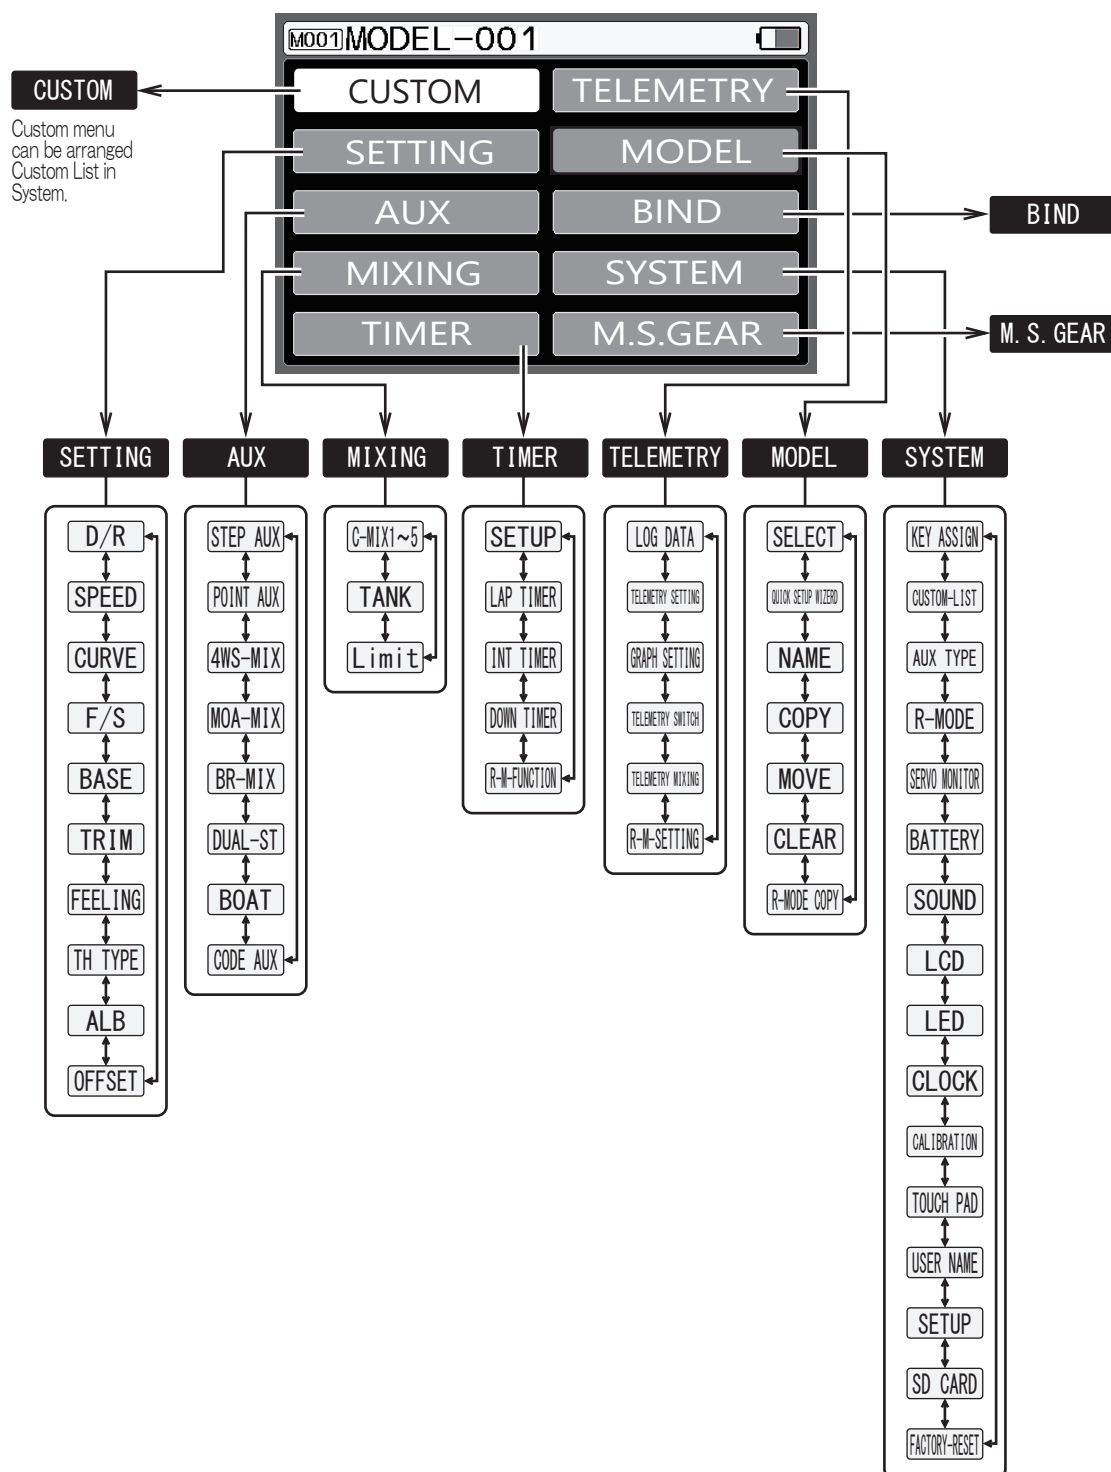 M001 MODEL-001
CUSTOM TELEMETRY
SETTING MODEL
AUX BIND
MIXING SYSTEM
TIMER M.S.GEAR
CUSTOM
Custom menu
can be arranged
Custom List in
System.
BIND
M.S.GEAR
SETTING
D/R
SPEED
CURVE
F/S
BASE
TRIM
FEELING
TH TYPE
ALB
OFFSET
AUX
STEP AUX
POINT AUX
4WS-MIX
MOA-MIX
BR-MIX
DUAL-ST
BOAT
CODE AUX
MIXING
C-MIX1~5
TANK
Limit
TIMER
SETUP
LAP TIMER
INT TIMER
DOWN TIMER
R-M-FUNCTION
TELEMETRY
LOG DATA
TELEMETRY SETTING
GRAPH SETTING
TELEMETRY SWITCH
TELEMETRY MIXING
R-M-SETTING
MODEL
SELECT
QUICK SETUP WIZERD
NAME
COPY
MOVE
CLEAR
R-MODE COPY
SYSTEM
KEY ASSIGN
CUSTOM-LIST
AUX TYPE
R-MODE
SERVO MONITOR
BATTERY
SOUND
LCD
LED
CLOCK
CALIBRATION
TOUCH PAD
USER NAME
SETUP
SD CARD
FACTORY-RESET